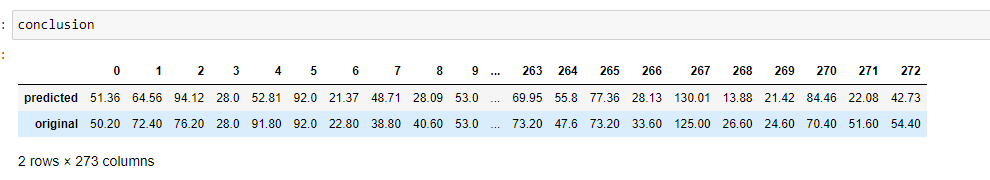 : conclusion
:
0 1 2 3 4 5 6 7 8 9 ... 263 264 265 266 267 268 269 270 271 272
predicted 51.36 64.56 94.12 28.0 52.81 92.0 21.37 48.71 28.09 53.0 ... 69.95 55.8 77.36 28.13 130.01 13.88 21.42 84.46 22.08 42.73
original 50.20 72.40 76.20 28.0 91.80 92.0 22.80 38.80 40.60 53.0 ... 73.20 47.6 73.20 33.60 125.00 26.60 24.60 70.40 51.60 54.40
2 rows × 273 columns